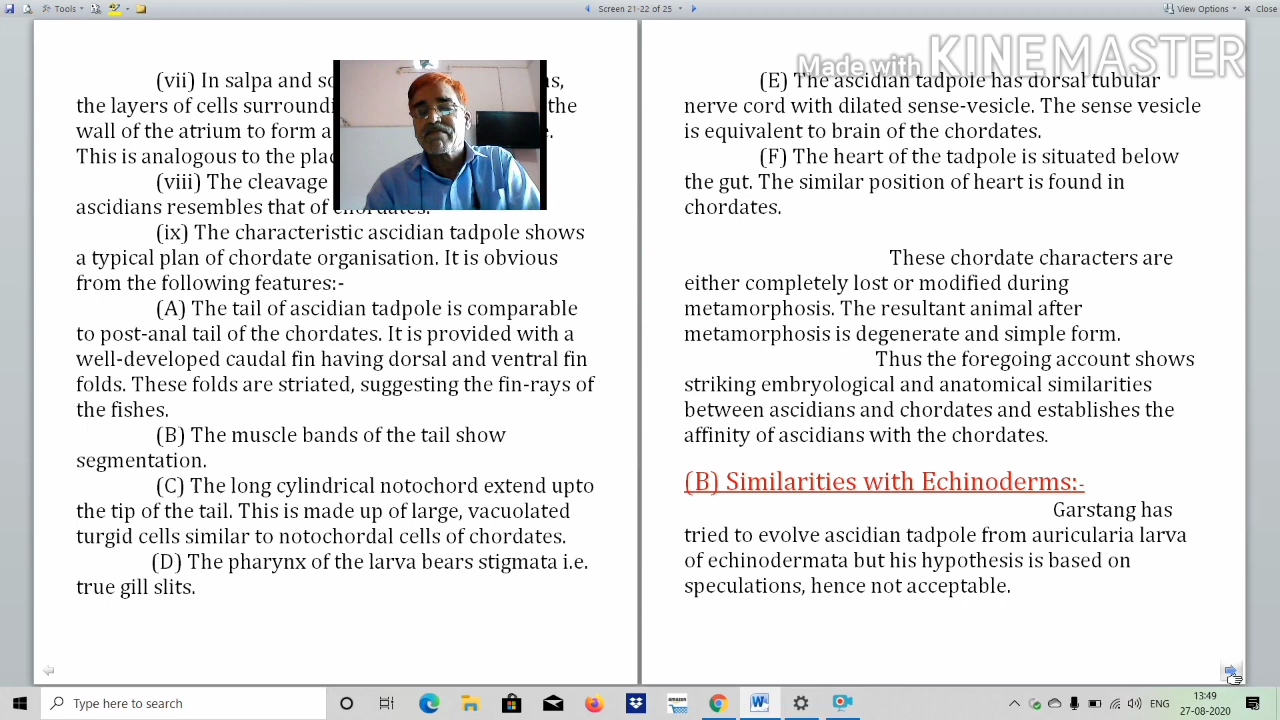 Tools
Screen 21-22 of 25
View Options
Close
Made with KINEMASTER
(vii) In salpa and
the layers of cells
wall of the atrium to form a
This is analogous to the
(viii) The cleavage
ascidians resembles that of chordates.
(ix) The characteristic ascidian tadpole shows
a typical plan of chordate organisation. It is obvious
from the following features:-
(A) The tail of ascidian tadpole is comparable
to post-anal tail of the chordates. It is provided with a
well-developed caudal fin having dorsal and ventral fin
folds. These folds are striated, suggesting the fin-rays of
the fishes.
(B) The muscle bands of the tail show
segmentation.
(C) The long cylindrical notochord extend upto
the tip of the tail. This is made up of large, vacuolated
turgid cells similar to notochordal cells of chordates.
(D) The pharynx of the larva bears stigmata i.e.
true gill slits.
(E) The ascidian tadpole has dorsal tubular
nerve cord with dilated sense-vesicle. The sense vesicle
is equivalent to brain of the chordates.
(F) The heart of the tadpole is situated below
the gut. The similar position of heart is found in
chordates.
These chordate characters are
either completely lost or modified during
metamorphosis. The resultant animal after
metamorphosis is degenerate and simple form.
Thus the foregoing account shows
striking embryological and anatomical similarities
between ascidians and chordates and establishes the
affinity of ascidians with the chordates.
(B) Similarities with Echinoderms:-
Garstang has
tried to evolve ascidian tadpole from auricularia larva
of echinodermata but his hypothesis is based on
speculations, hence not acceptable.
Type here to search
amazon
ENG
13:49
27-08-2020